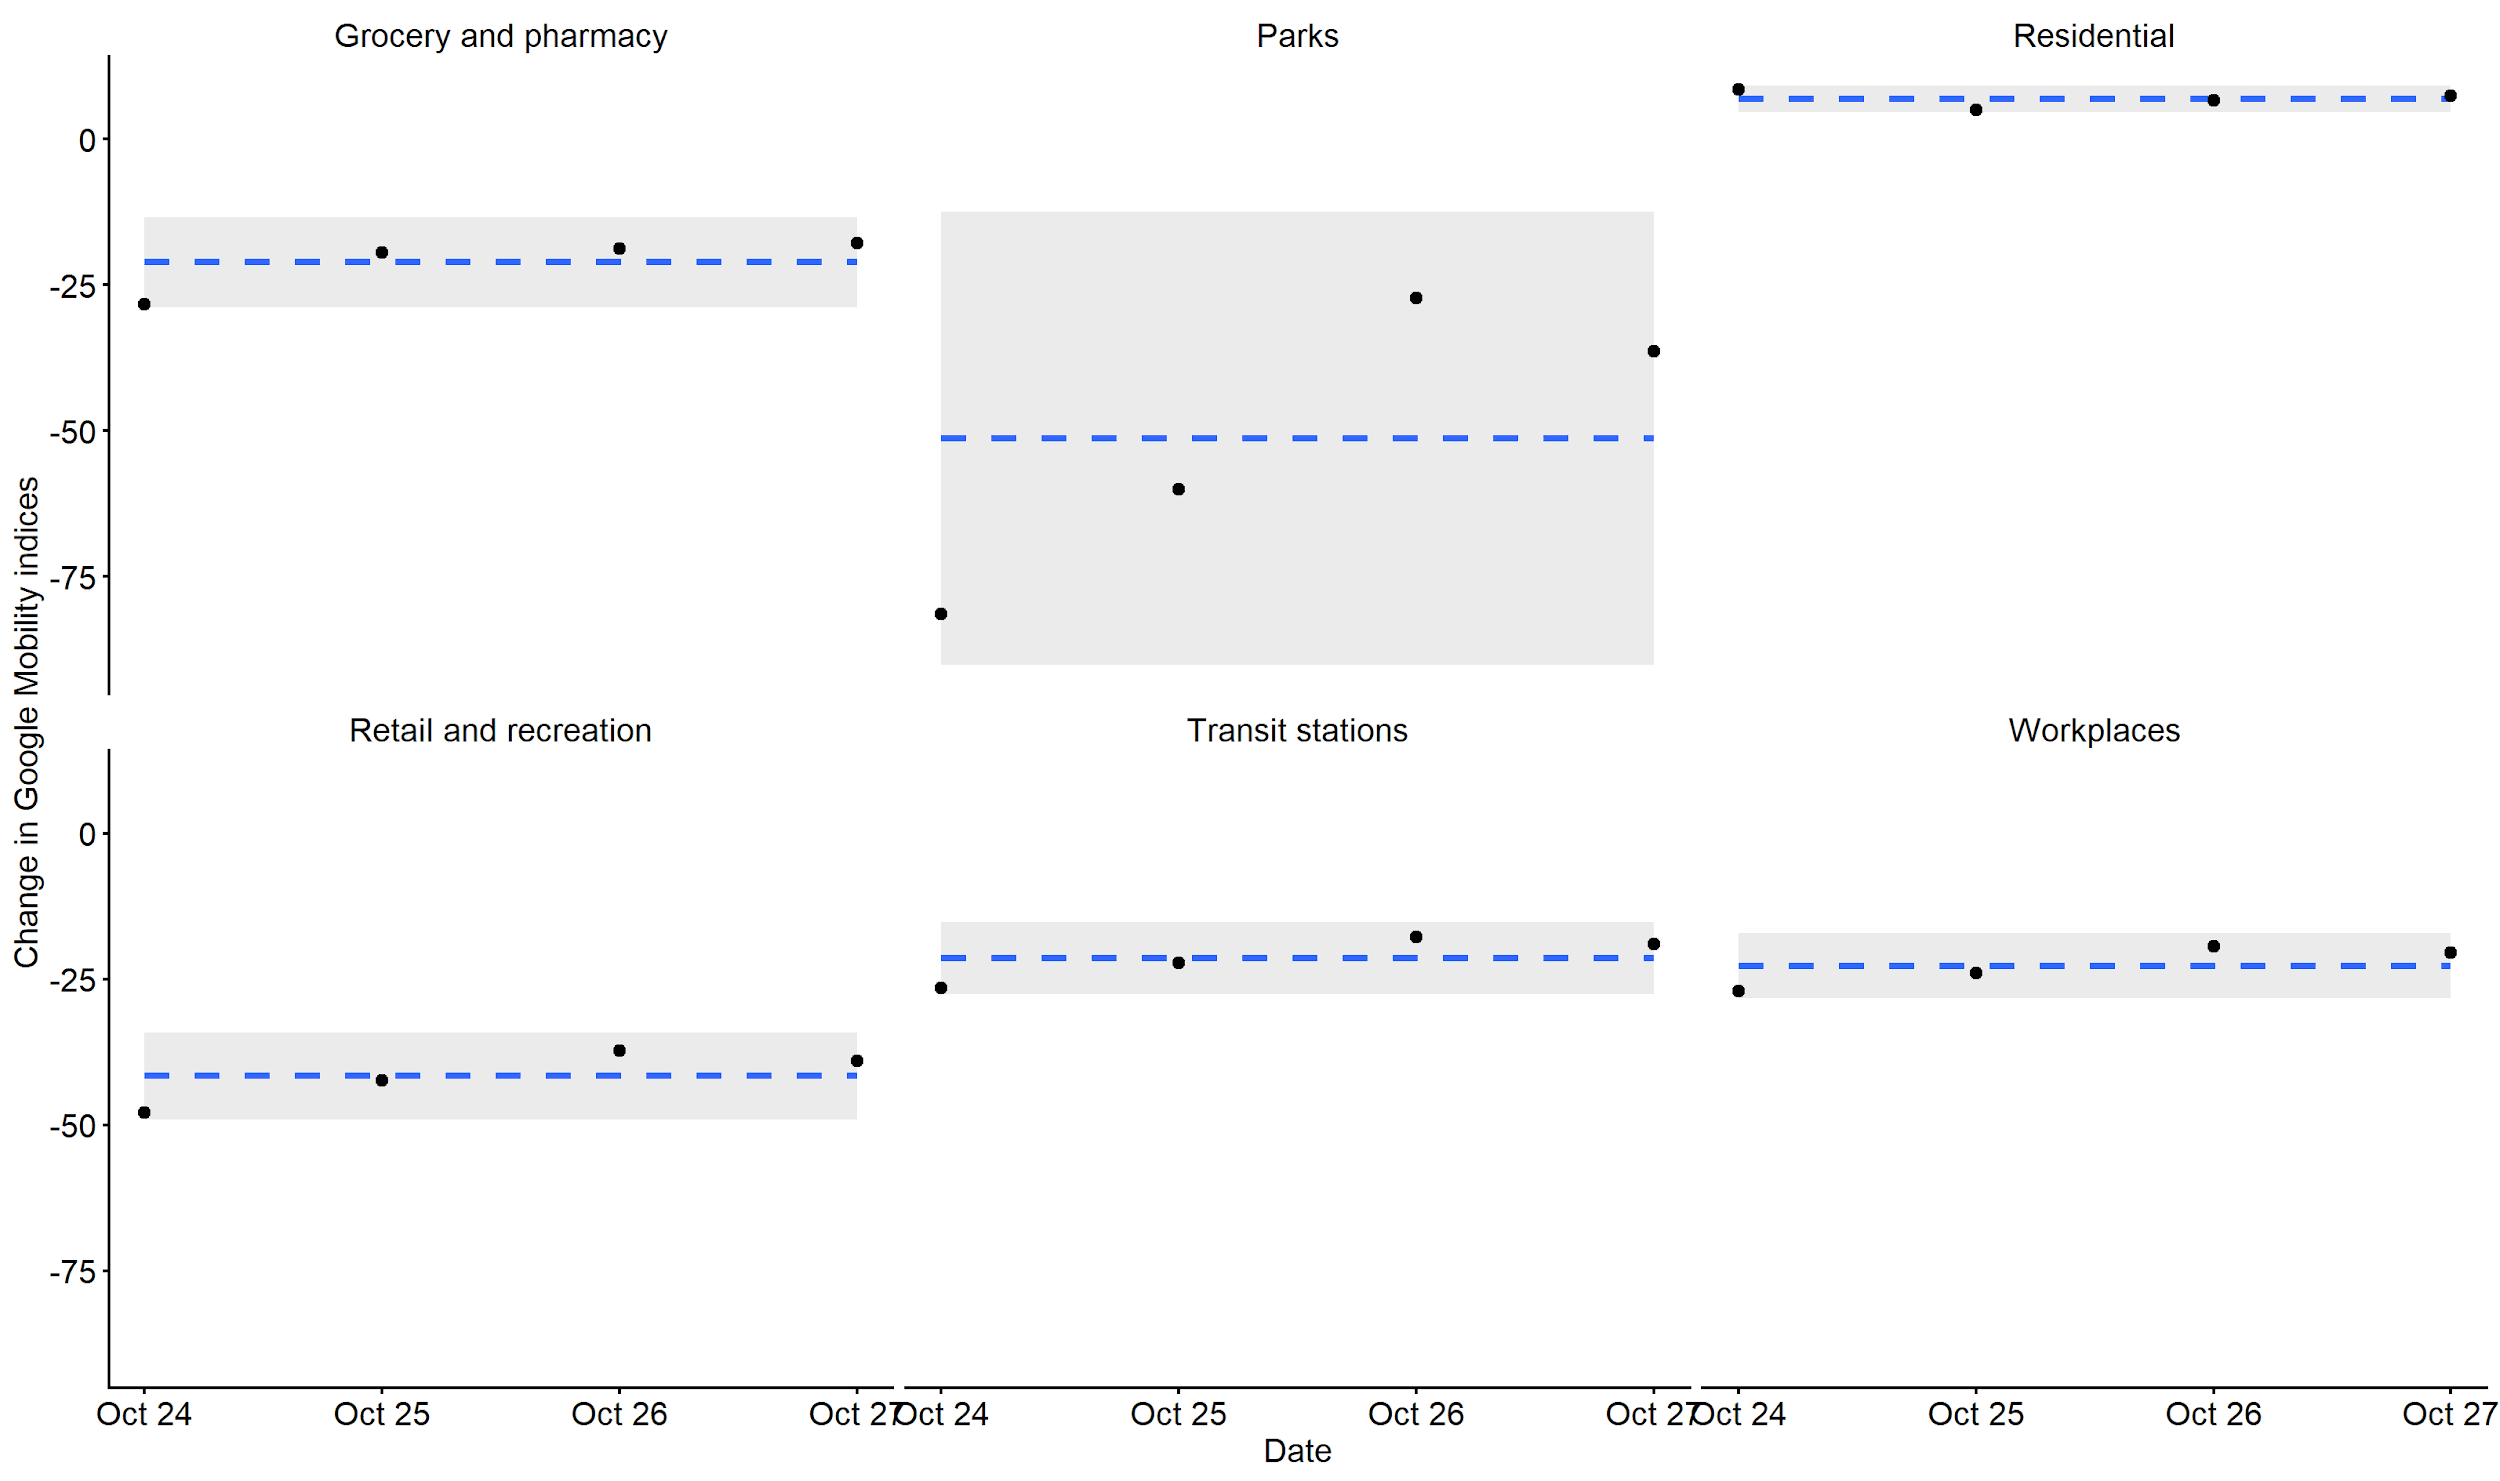 Grocery and pharmacy
Parks
Residential
0
-25
-50
-75
Change in Google Mobility indices
Retail and recreation
Transit stations
Workplaces
0
-25
-50
-75
Oct 24 Oct 25 Oct 26 Oct 27
Oct 24 Oct 25 Oct 26 Oct 27
Oct 24 Oct 25 Oct 26 Oct 27
Date